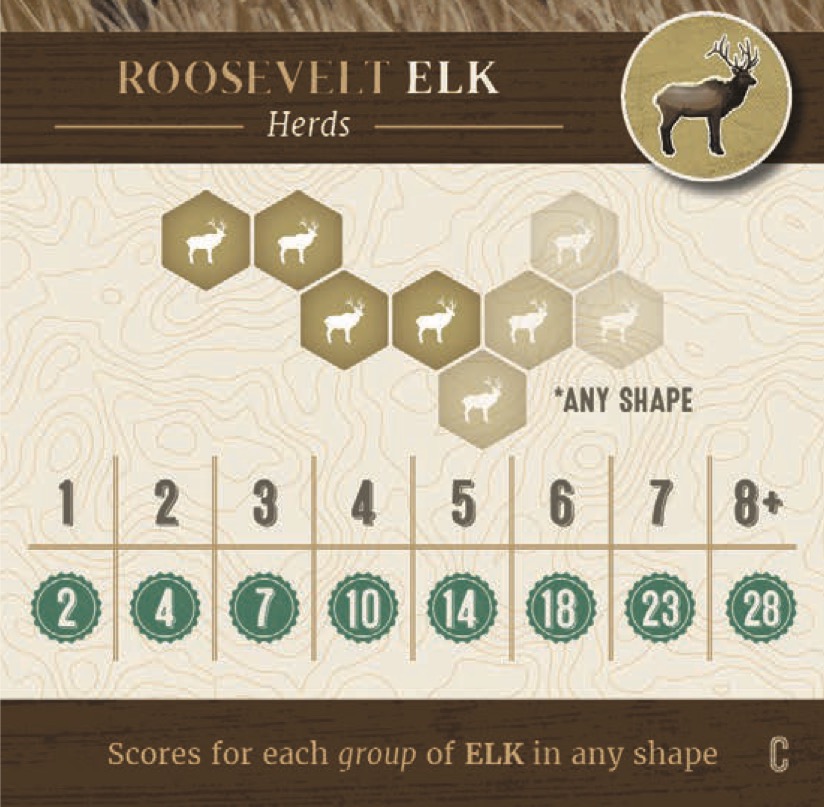 ROOSEVELT ELK
Herds
*ANY SHAPE
1 2 3 4 5 6 7 8+
2 4 7 10 14 18 23 28
Scores for each group of ELK in any shape C